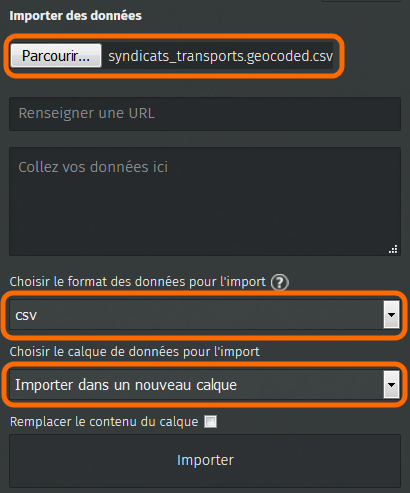 Importer des données
Parcourir... syndicats_transports.geocoded.csv
Renseigner une URL
Collez vos données ici
Choisir le format des données pour l'import ?
csv
Choisir le calque de données pour l'import
Importer dans un nouveau calque
Remplacer le contenu du calque
Importer